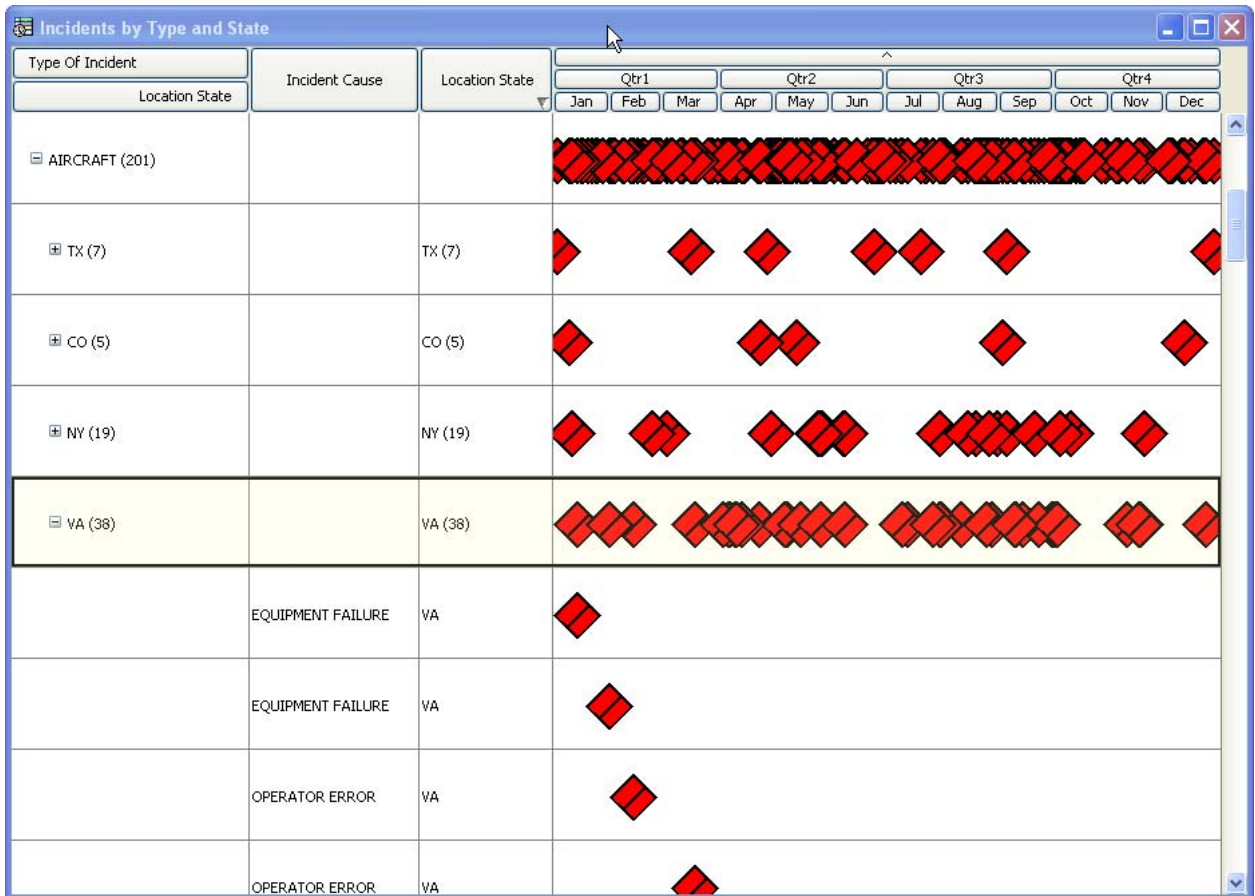 Incidents by Type and State
Type Of Incident
Location State
Incident Cause
Location State
Qtr1 Qtr2 Qtr3 Qtr4
Jan Feb Mar Apr May Jun Jul Aug Sep Oct Nov Dec
AIRCRAFT (201)
TX (7) TX (7)
CO (5) CO (5)
NY (19) NY (19)
VA (38) VA (38)
EQUIPMENT FAILURE VA
EQUIPMENT FAILURE VA
OPERATOR ERROR VA
OPERATOR ERROR VA